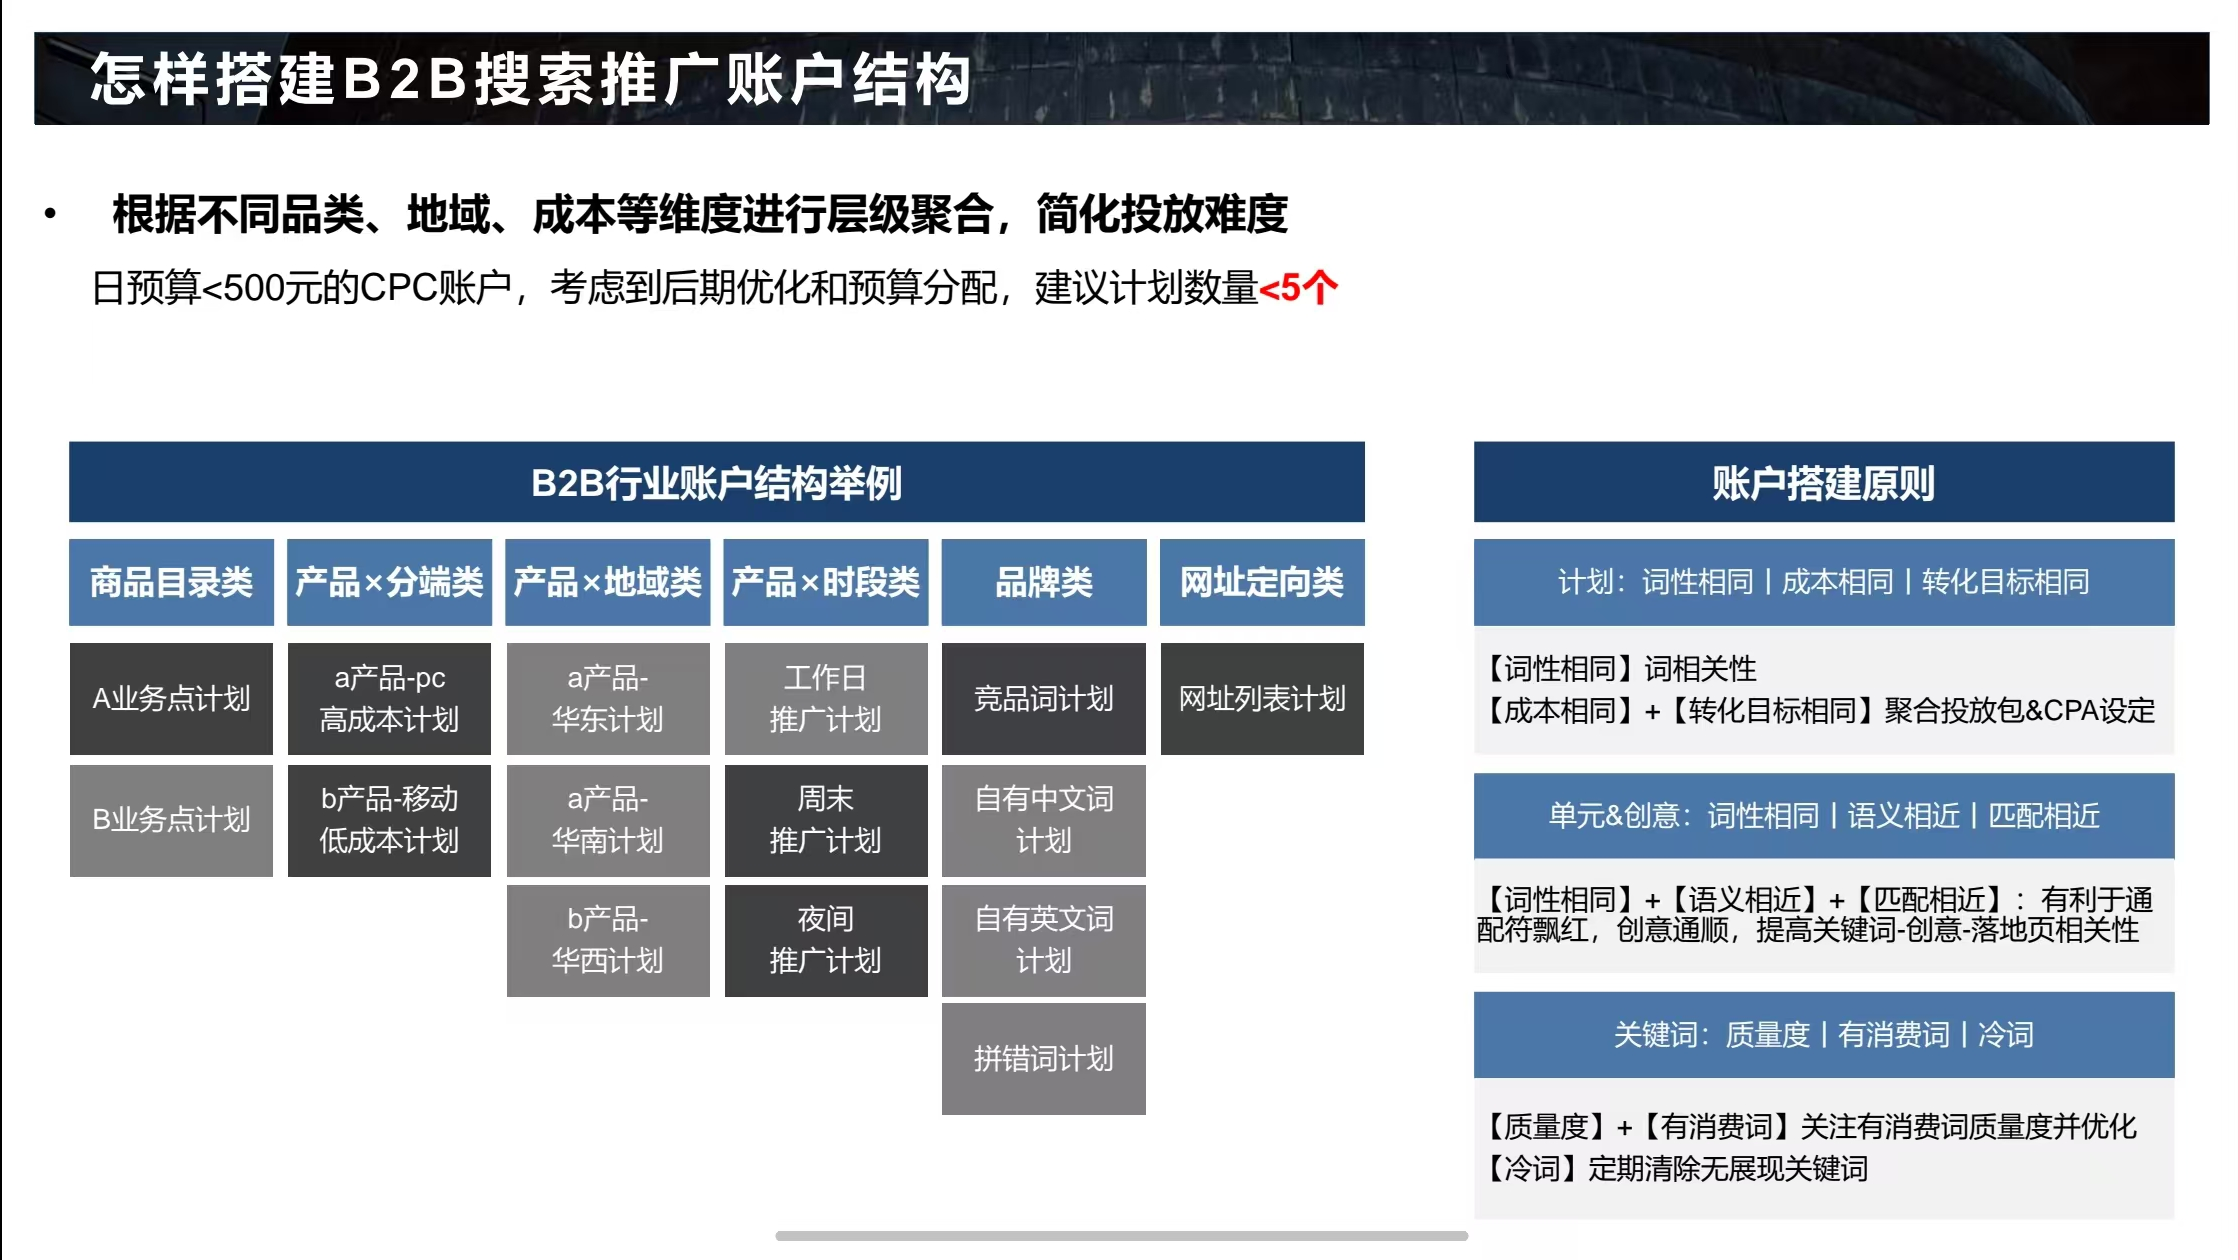 怎样搭建B2B搜索推广账户结构
• 根据不同品类、地域、成本等维度进行层级聚合，简化投放难度
日预算<500元的CPC账户，考虑到后期优化和预算分配，建议计划数量<5个
B2B行业账户结构举例
商品目录类
产品×分端类
产品×地域类
产品×时段类
品牌类
网址定向类
A业务点计划
B业务点计划
a产品-pc
高成本计划
b产品-移动
低成本计划
a产品-
华东计划
a产品-
华南计划
b产品-
华西计划
工作日
推广计划
周末
推广计划
夜间
推广计划
竞品词计划
自有中文词
计划
自有英文词
计划
拼错词计划
网址列表计划
账户搭建原则
计划：词性相同丨成本相同丨转化目标相同
【词性相同】词相关性
【成本相同】+【转化目标相同】聚合投放包&CPA设定
单元&创意：词性相同丨语义相近丨匹配相近
【词性相同】+【语义相近】+【匹配相近】：有利于通
配符飘红，创意通顺，提高关键词-创意-落地页相关性
关键词：质量度丨有消费词丨冷词
【质量度】+【有消费词】关注有消费词质量度并优化
【冷词】定期清除无展现关键词